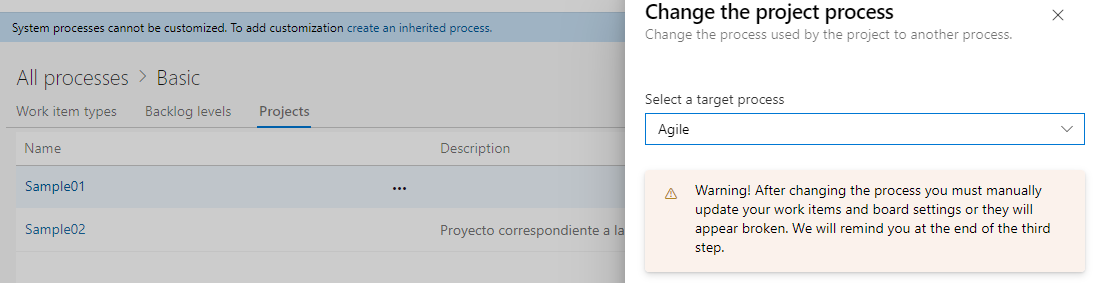 System processes cannot be customized. To add customization create an inherited process.
All processes > Basic
Work item types Backlog levels Projects
Name Description
Sample01 ...
Sample02 Proyecto correspondiente a la
Change the project process
Change the process used by the project to another process.
Select a target process
Agile
Warning! After changing the process you must manually
update your work items and board settings or they will
appear broken. We will remind you at the end of the third
step.